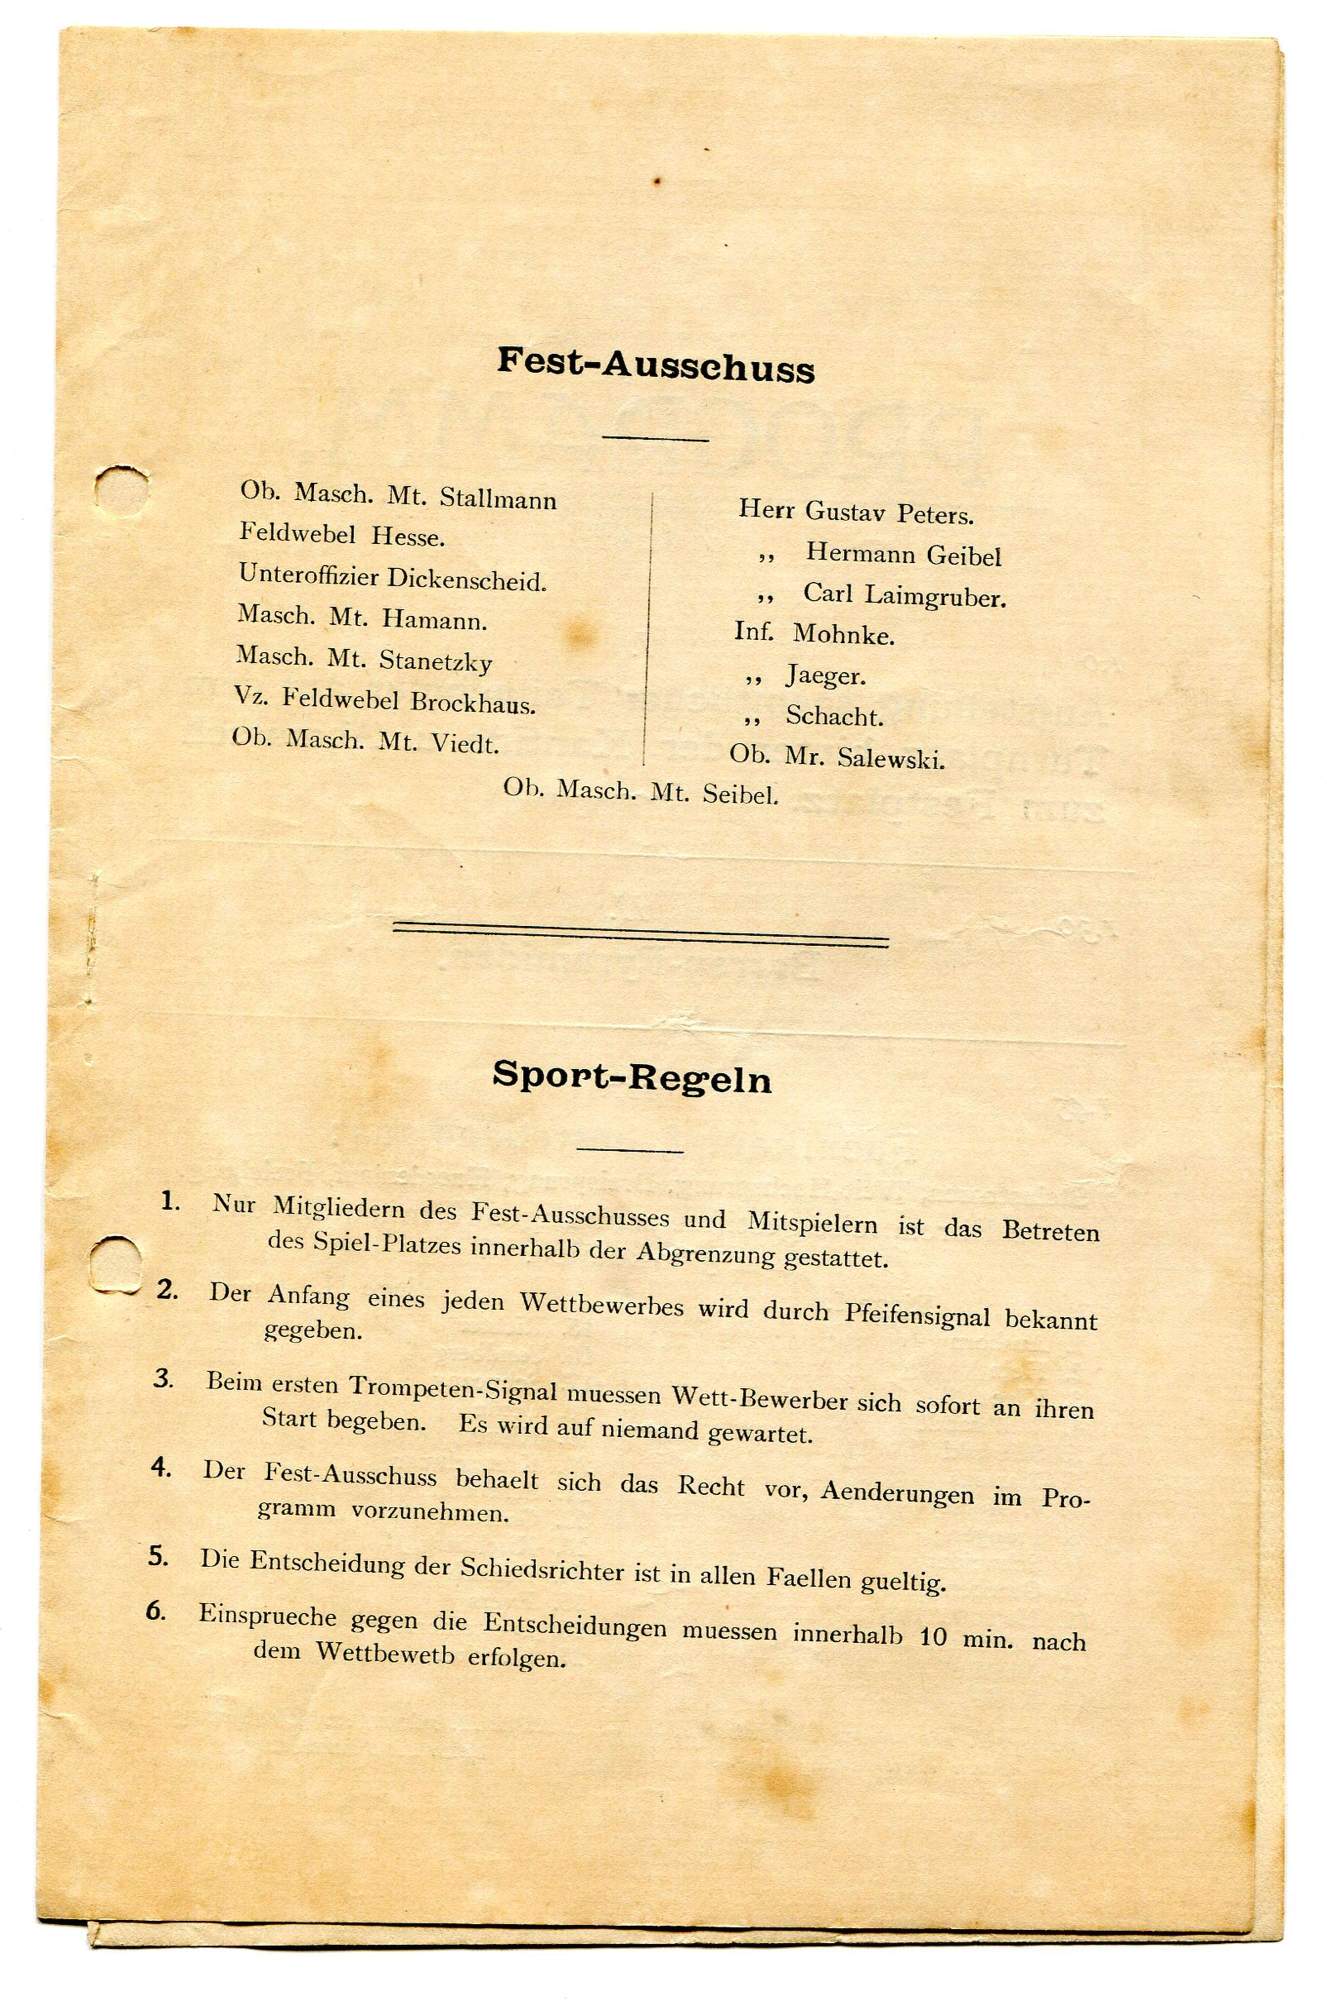 Fest-Ausschuss
Ob. Masch. Mt. Stallmann
Feldwebel Hesse.
Unteroffizier Dickenscheid.
Masch. Mt. Hamann.
Masch. Mt. Stanetzky
Vz. Feldwebel Brockhaus.
Ob. Masch. Mt. Viedt.
Herr Gustav Peters.
„ Hermann Geibel
„ Carl Laimgruber.
Inf. Mohnke.
„ Jaeger.
„ Schacht.
Ob. Mr. Salewski.
Ob. Masch. Mt. Seibel.
Sport-Regeln
1. Nur Mitgliedern des Fest-Ausschusses und Mitspielern ist das Betreten
des Spiel-Platzes innerhalb der Abgrenzung gestattet.
2. Der Anfang eines jeden Wettbewerbes wird durch Pfeifensignal bekannt
gegeben.
3. Beim ersten Trompeten-Signal muessen Wett-Bewerber sich sofort an ihren
Start begeben. Es wird auf niemand gewartet.
4. Der Fest-Ausschuss behaelt sich das Recht vor, Aenderungen im Pro-
gramm vorzunehmen.
5. Die Entscheidung der Schiedsrichter ist in allen Faellen gueltig.
6. Einsprueche gegen die Entscheidungen muessen innerhalb 10 min. nach
dem Wettbewetb erfolgen.